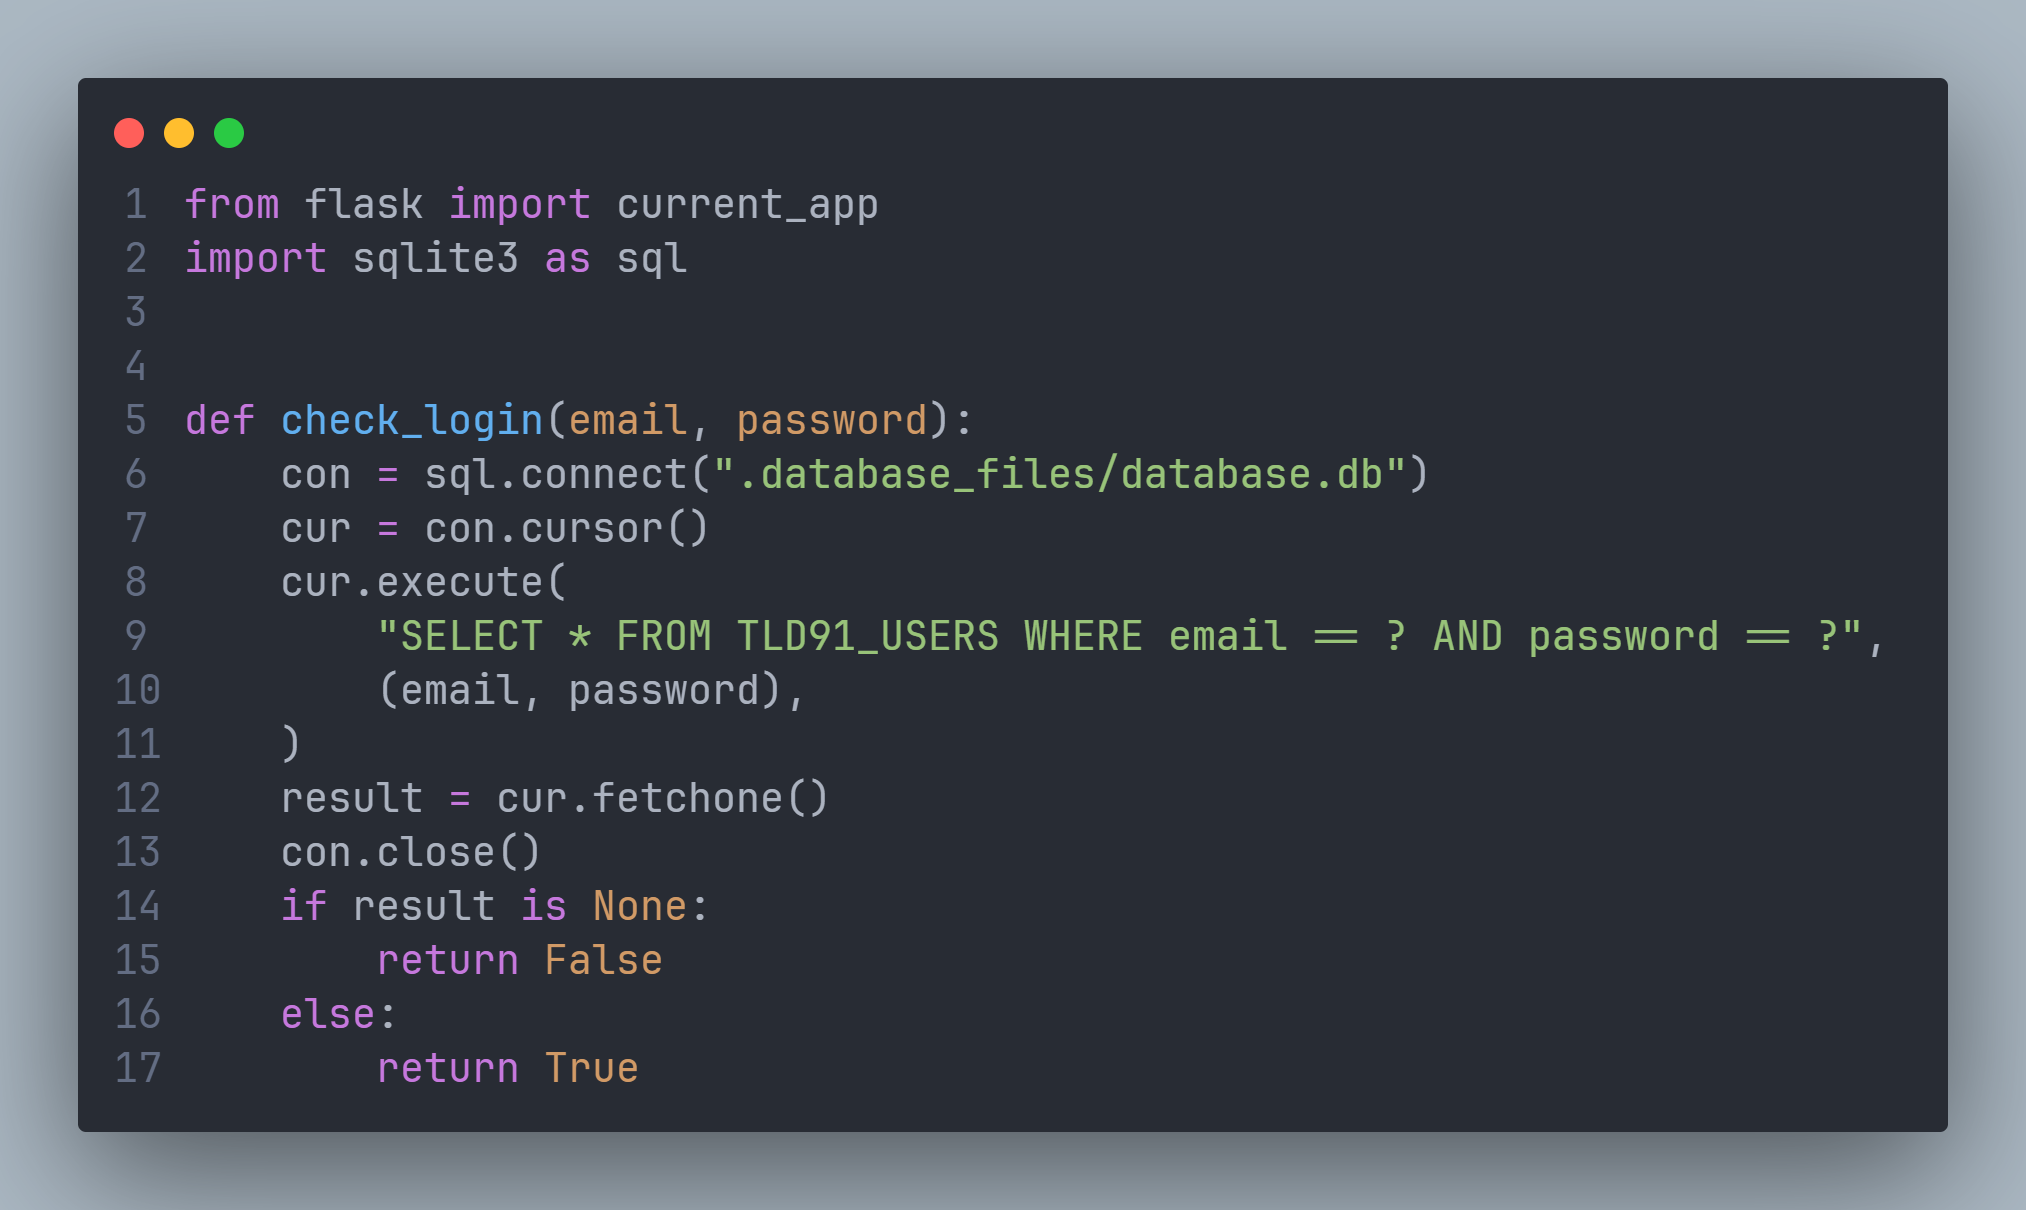 1 from flask import current_app
2 import sqlite3 as sql
3
4
5 def check_login(email, password):
6     con = sql.connect(".database_files/database.db")
7     cur = con.cursor()
8     cur.execute(
9         "SELECT * FROM TLD91_USERS WHERE email == ? AND password == ?",
10         (email, password),
11     )
12     result = cur.fetchone()
13     con.close()
14     if result is None:
15         return False
16     else:
17         return True